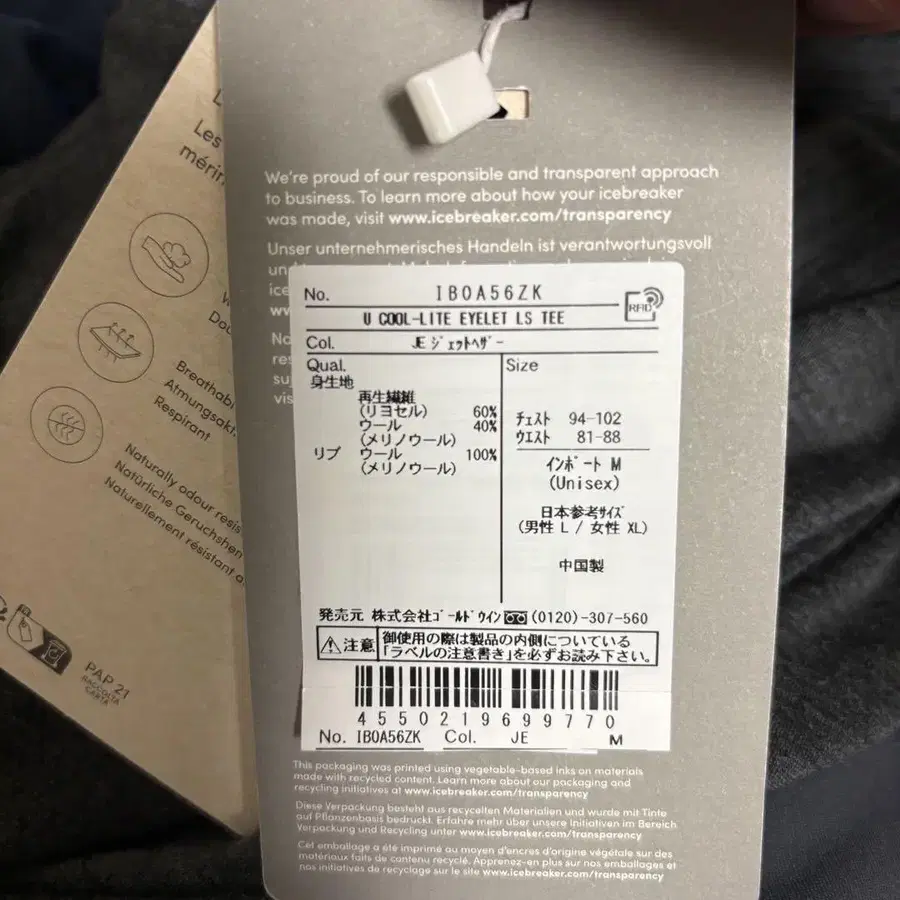 Les
mérin
Breathabl
Atmungsakt
Respirant
Naturally odour resis
Natürliche Geruchshen
Naturellement résistant a
PAP 21
RACCOLTA
CARTA
We're proud of our responsible and transparent approach
to business. To learn more about how your icebreaker
was made, visit www.icebreaker.com/transparency
Unser unternehmerisches Handeln ist verantwortungsvoll
No. IB0A56ZK
RFID
U COOL-LITE EYELET LS TEE
Col. JE ｼﾞｪｯﾄﾍｻﾞｰ
Qual.
身生地
再生繊維
(リヨセル) 60%
ウール 40%
(メリノウール)
リブ ウール 100%
(メリノウール)
Size
ﾁｪｽﾄ 94-102
ｳｴｽﾄ 81-88
ｲﾝﾎﾟｰﾄ M
(Unisex)
日本参考ｻｲｽﾞ
(男性 L / 女性 XL)
中国製
発売元 株式会社ｺﾞｰﾙﾄﾞｳｲﾝ (0120)-307-560
注意 御使用の際は製品の内側についている
「ラベルの注意書き」を必ずお読み下さい。
4550219699770
No. IB0A56ZK Col. JE M
This packaging was printed using vegetable-based inks on materials
made with recycled content. Learn more about our packaging and
recycling initiatives at www.icebreaker.com/transparency
Diese Verpackung besteht aus recycelten Materialien und wurde mit Tinte
auf Pflanzenbasis bedruckt. Erfahre mehr über unsere Initiativen im Bereich
Verpackung und Recycling unter www.icebreaker.com/transparency
Cet emballage a été imprimé au moyen d'encres d'origine végétale sur des
matériaux faits de contenu recyclé. Apprenez-en plus sur nos emballages et
nos initiatives de recyclage sur le site www.icebreaker.com/transparency